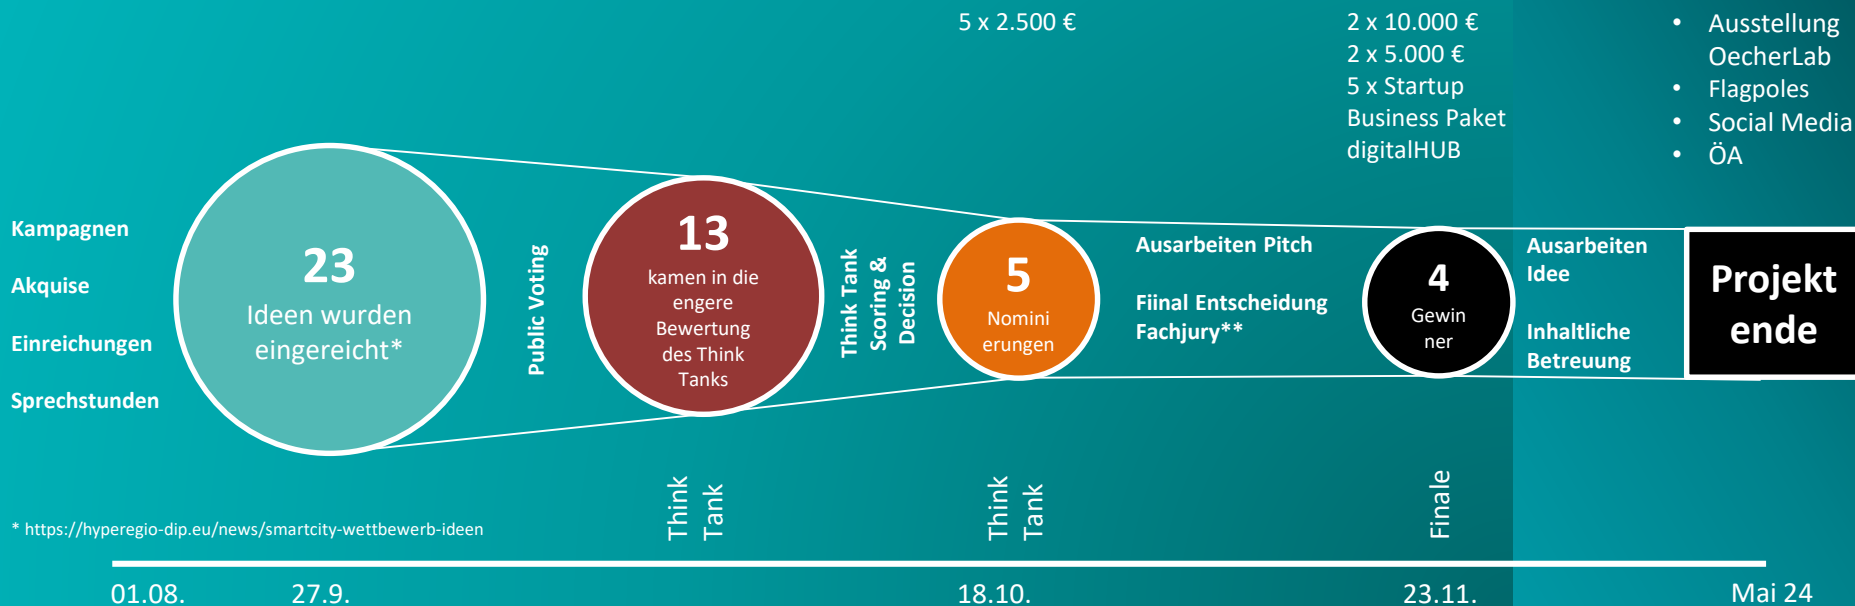 5 x 2.500 €
2 x 10.000 €
2 x 5.000 €
5 x Startup
Business Paket
digitalHUB
• Ausstellung
OecherLab
• Flagpoles
• Social Media
• ÖA
Kampagnen
Akquise
Einreichungen
Sprechstunden
23
Ideen wurden
eingereicht*
Public Voting
13
kamen in die
engere
Bewertung
des Think
Tanks
Think Tank
Scoring &
Decision
5
Nomini
erungen
Ausarbeiten Pitch
Fiinal Entscheidung
Fachjury**
4
Gewin
ner
Ausarbeiten
Idee
Inhaltliche
Betreuung
Projekt
ende
Think
Tank
Think
Tank
Finale
* https://hyperegio-dip.eu/news/smartcity-wettbewerb-ideen
01.08.
27.9.
18.10.
23.11.
Mai 24